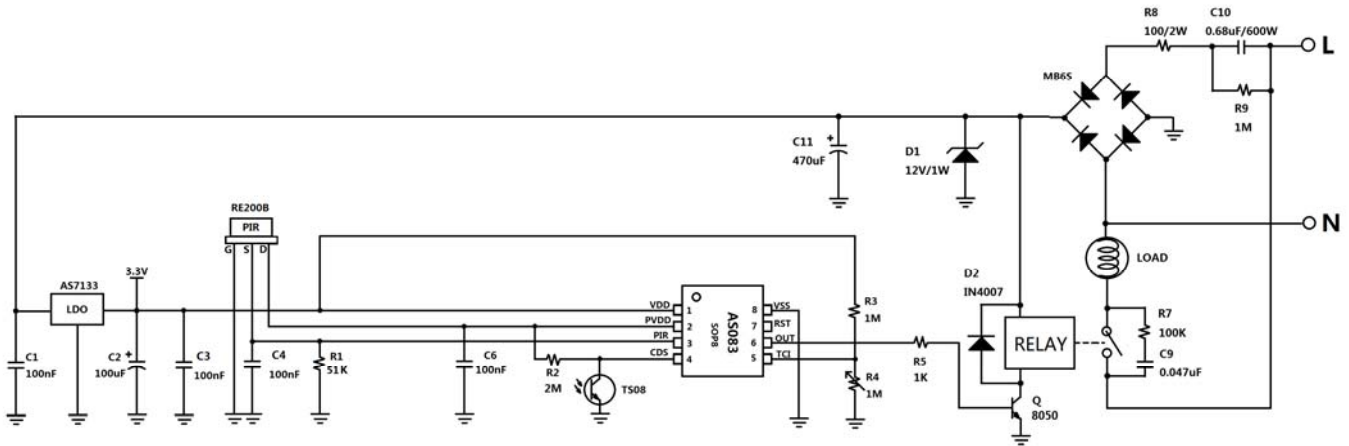 R8
100/2W
C10
0.68uF/600W
L
MB6S
R9
1M
C11
470uF
D1
12V/1W
RE200B
PIR
G S D
N
LOAD
AS7133
LDO
3.3V
D2
IN4007
VDD
PVDD
PIR
CDS
1
2
3
4
AS083
SOP8
8
7
6
5
VSS
RST
OUT
TCI
R3
1M
R7
100K
RELAY
C9
0.047uF
C1
100nF
C2
100uF
C3
100nF
C4
100nF
R1
51K
C6
100nF
R2
2M
TS08
R4
1M
R5
1K
Q
8050